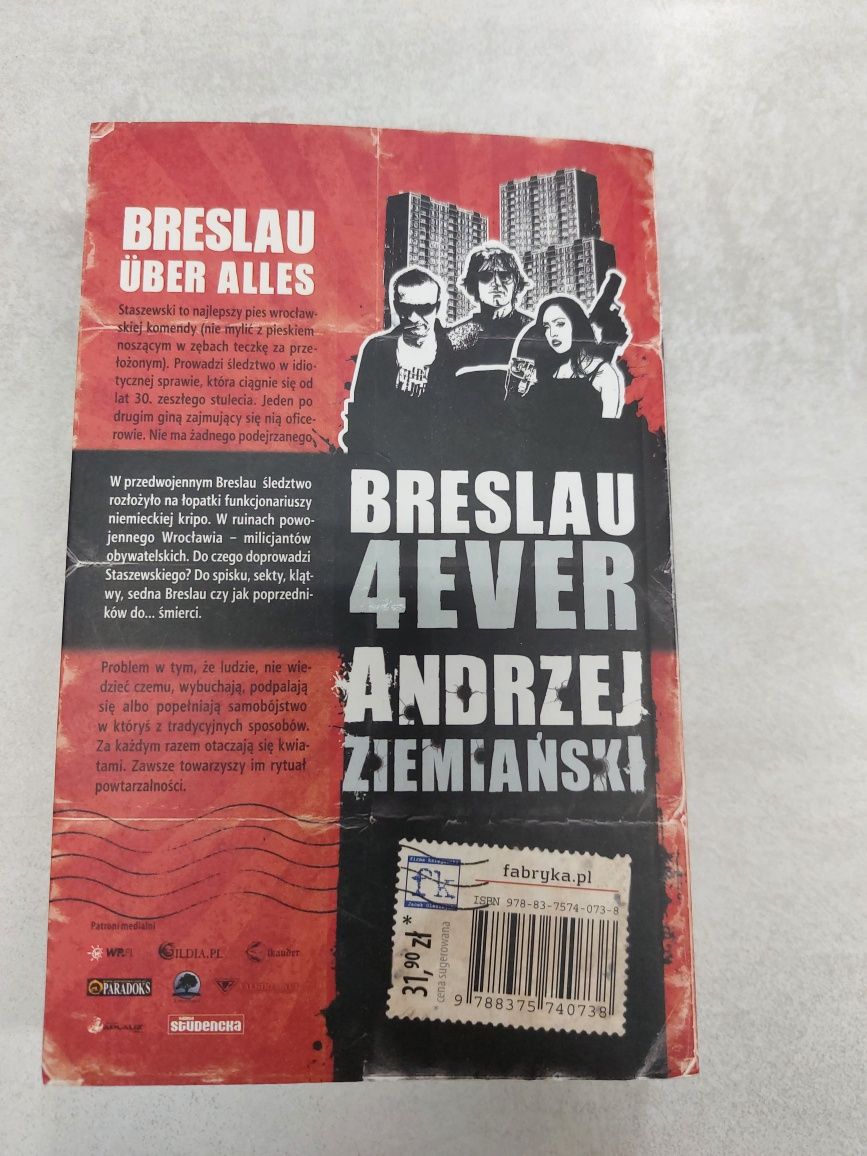 BRESLAU
ÜBER ALLES
Staszewski to najlepszy pies wrocław-
skiej komendy (nie mylić z pieskiem
noszącym w zębach teczkę za prze-
łożonym). Prowadzi śledztwo w idio-
tycznej sprawie, która ciągnie się od
lat 30. zeszłego stulecia. Jeden po
drugim giną zajmujący się nią ofice-
rowie. Nie ma żadnego podejrzanego.
W przedwojennym Breslau śledztwo
rozłożyło na łopatki funkcjonariuszy
niemieckiej kripo. W ruinach powo-
jennego Wrocławia – milicjantów
obywatelskich. Do czego doprowadzi
Staszewskiego? Do spisku, sekty, kląt-
wy, sedna Breslau czy jak poprzedni-
ków do... śmierci.
Problem w tym, że ludzie, nie wie-
dzieć czemu, wybuchają, podpalają
się albo popełniają samobójstwo
w któryś z tradycyjnych sposobów.
Za każdym razem otaczają się kwia-
tami. Zawsze towarzyszy im rytuał
powtarzalności.
Patroni medialni
WP.PL
GILDIA.PL
PARADOKS
STUDENCKA
BRESLAU
4EVER
ANDRZEJ
ZIEMIAŃSKI
fk
fabryka.pl
ISBN 978-83-7574-073-8
31,90 zł *
* cena sugerowana
9 788375 740738